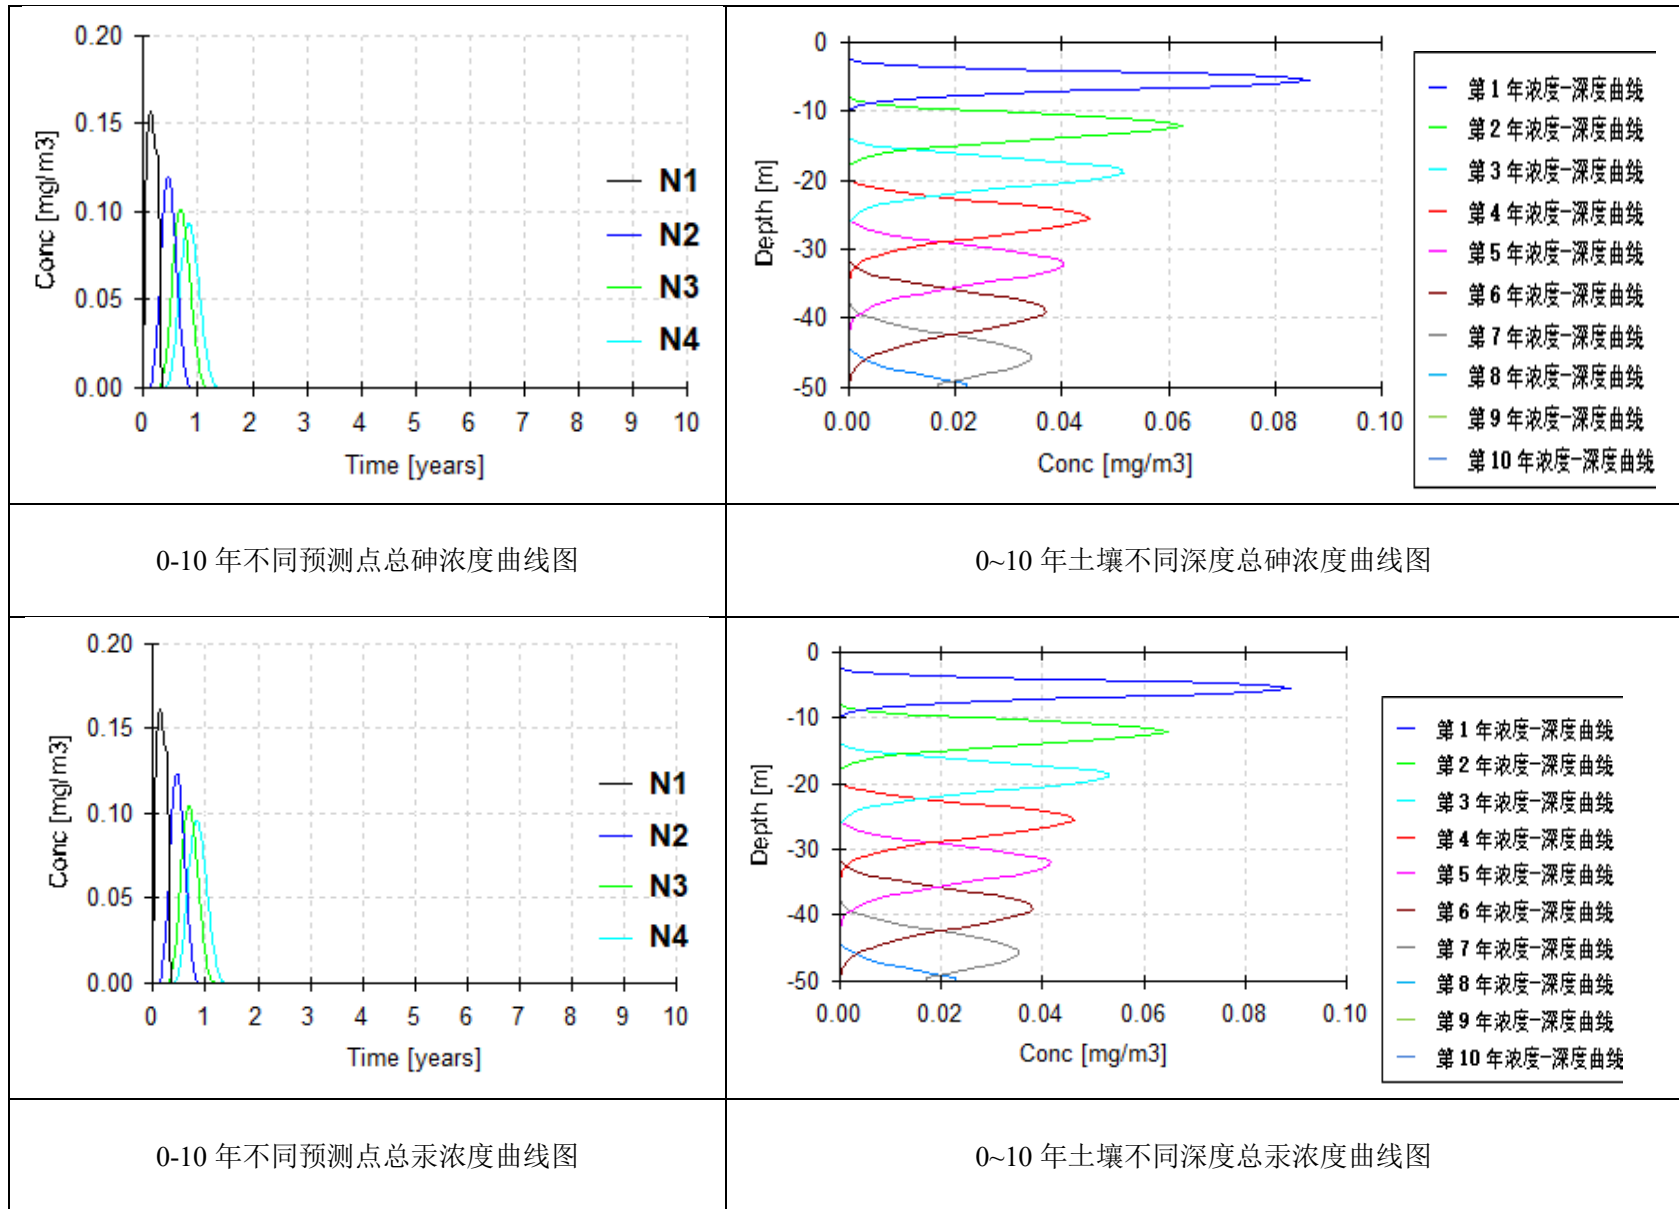 0.20
0.15
0.10
0.05
0.00
Conc [mg/m3]
0 1 2 3 4 5 6 7 8 9 10
Time [years]
N1
N2
N3
N4
0
-10
-20
-30
-40
-50
Depth [m]
0.00 0.02 0.04 0.06 0.08 0.10
Conc [mg/m3]
第1年浓度-深度曲线
第2年浓度-深度曲线
第3年浓度-深度曲线
第4年浓度-深度曲线
第5年浓度-深度曲线
第6年浓度-深度曲线
第7年浓度-深度曲线
第8年浓度-深度曲线
第9年浓度-深度曲线
第10年浓度-深度曲线
0-10 年不同预测点总砷浓度曲线图
0~10 年土壤不同深度总砷浓度曲线图
0.20
0.15
0.10
0.05
0.00
Conc [mg/m3]
0 1 2 3 4 5 6 7 8 9 10
Time [years]
N1
N2
N3
N4
0
-10
-20
-30
-40
-50
Depth [m]
0.00 0.02 0.04 0.06 0.08 0.10
Conc [mg/m3]
第1年浓度-深度曲线
第2年浓度-深度曲线
第3年浓度-深度曲线
第4年浓度-深度曲线
第5年浓度-深度曲线
第6年浓度-深度曲线
第7年浓度-深度曲线
第8年浓度-深度曲线
第9年浓度-深度曲线
第10年浓度-深度曲线
0-10 年不同预测点总汞浓度曲线图
0~10 年土壤不同深度总汞浓度曲线图